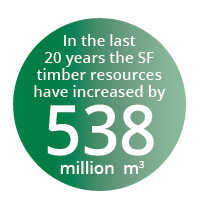 In the last
20 years the SF
timber resources
have increased by
538
million m³